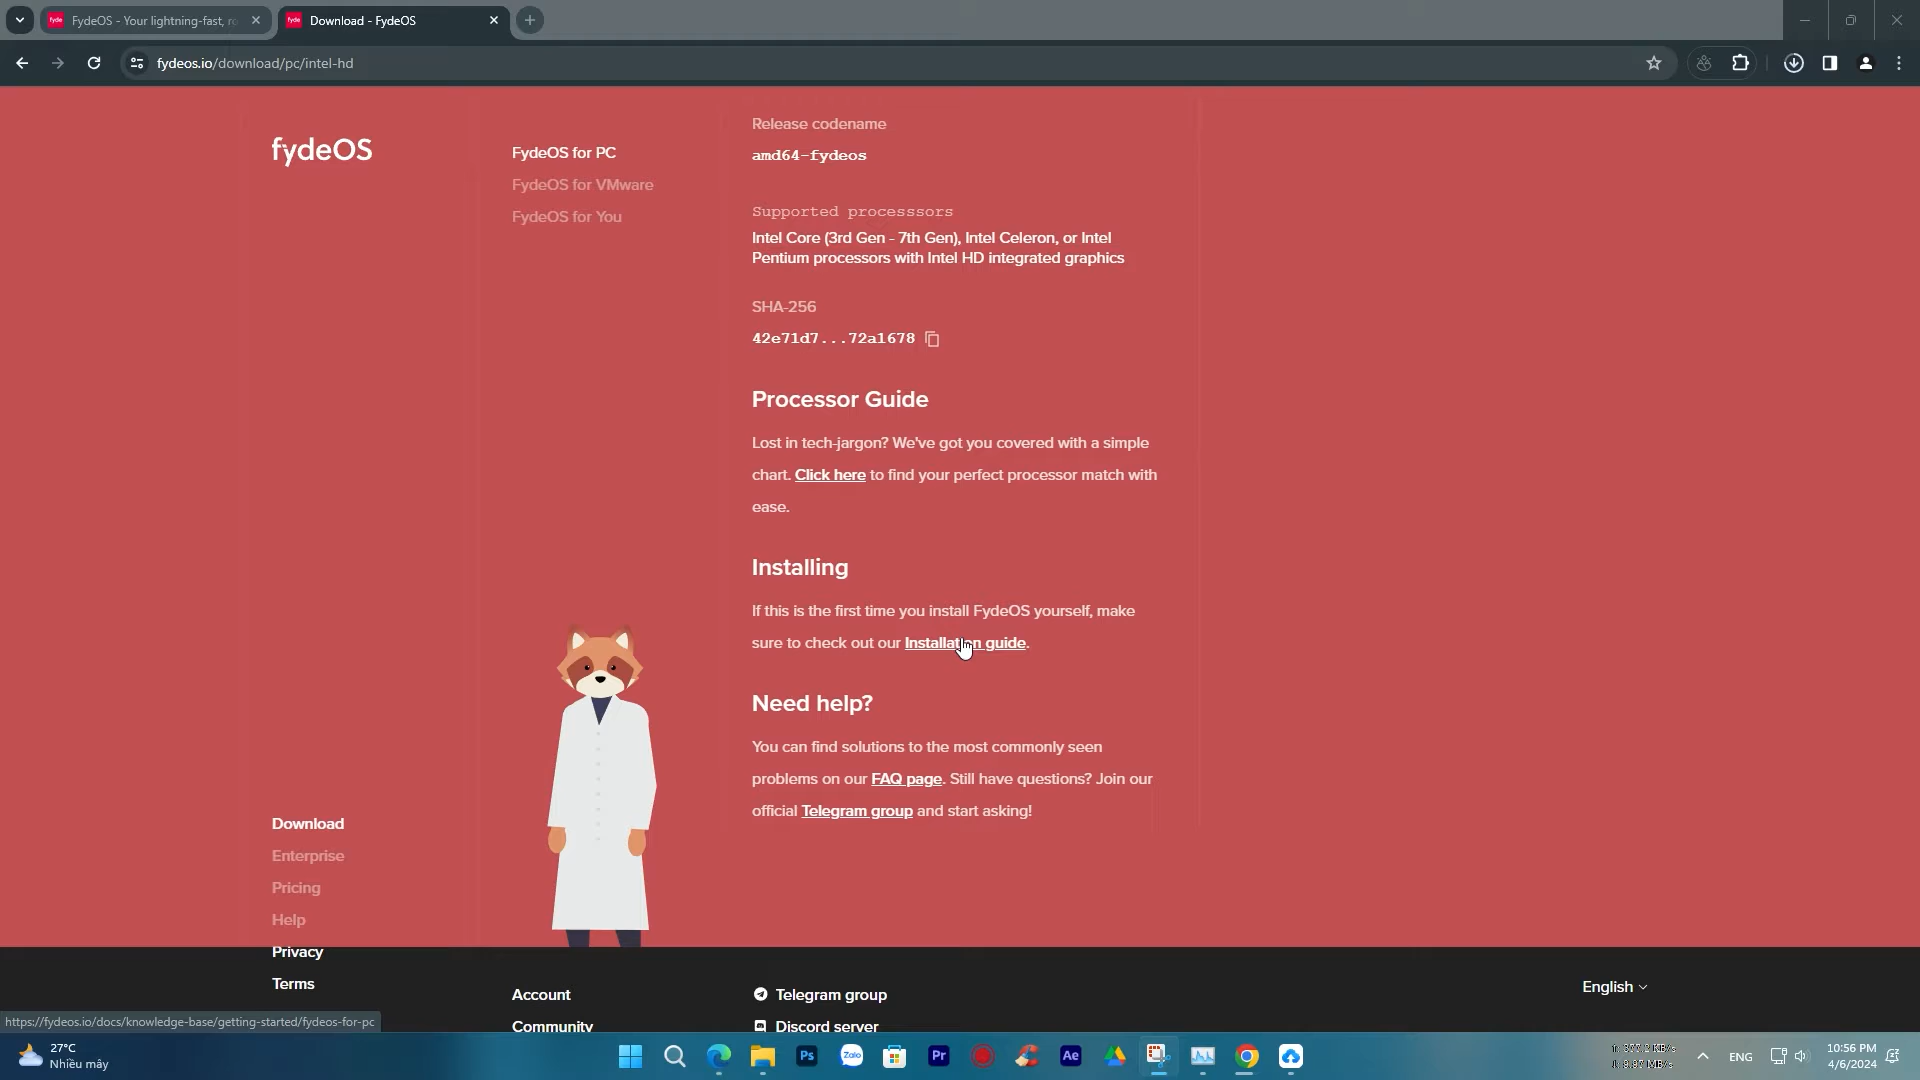 FydeOS - Your lightning-fast, ro
Download - FydeOS
fydeos.io/download/pc/intel-hd
fydeOS
FydeOS for PC
FydeOS for VMware
FydeOS for You
Release codename
amd64-fydeos
Supported processsors
Intel Core (3rd Gen - 7th Gen), Intel Celeron, or Intel
Pentium processors with Intel HD integrated graphics
SHA-256
42e71d7...72a1678
Processor Guide
Lost in tech-jargon? We've got you covered with a simple
chart. Click here to find your perfect processor match with
ease.
Installing
If this is the first time you install FydeOS yourself, make
sure to check out our Installation guide.
Need help?
You can find solutions to the most commonly seen
problems on our FAQ page. Still have questions? Join our
official Telegram group and start asking!
Download
Enterprise
Pricing
Help
Privacy
Terms
Account
Community
Telegram group
Discord server
English
https://fydeos.io/docs/knowledge-base/getting-started/fydeos-for-pc
27°C
Nhiều mây
Ps
Zalo
Pr
Ae
ENG
10:56 PM
4/6/2024